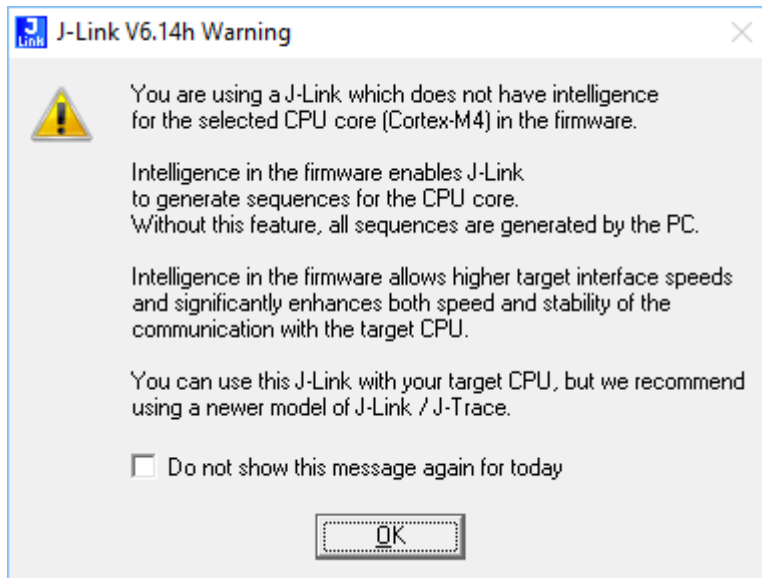 J Link
J-Link V6.14h Warning
You are using a J-Link which does not have intelligence
for the selected CPU core (Cortex-M4) in the firmware.
Intelligence in the firmware enables J-Link
to generate sequences for the CPU core.
Without this feature, all sequences are generated by the PC.
Intelligence in the firmware allows higher target interface speeds
and significantly enhances both speed and stability of the
communication with the target CPU.
You can use this J-Link with your target CPU, but we recommend
using a newer model of J-Link / J-Trace.
Do not show this message again for today
OK